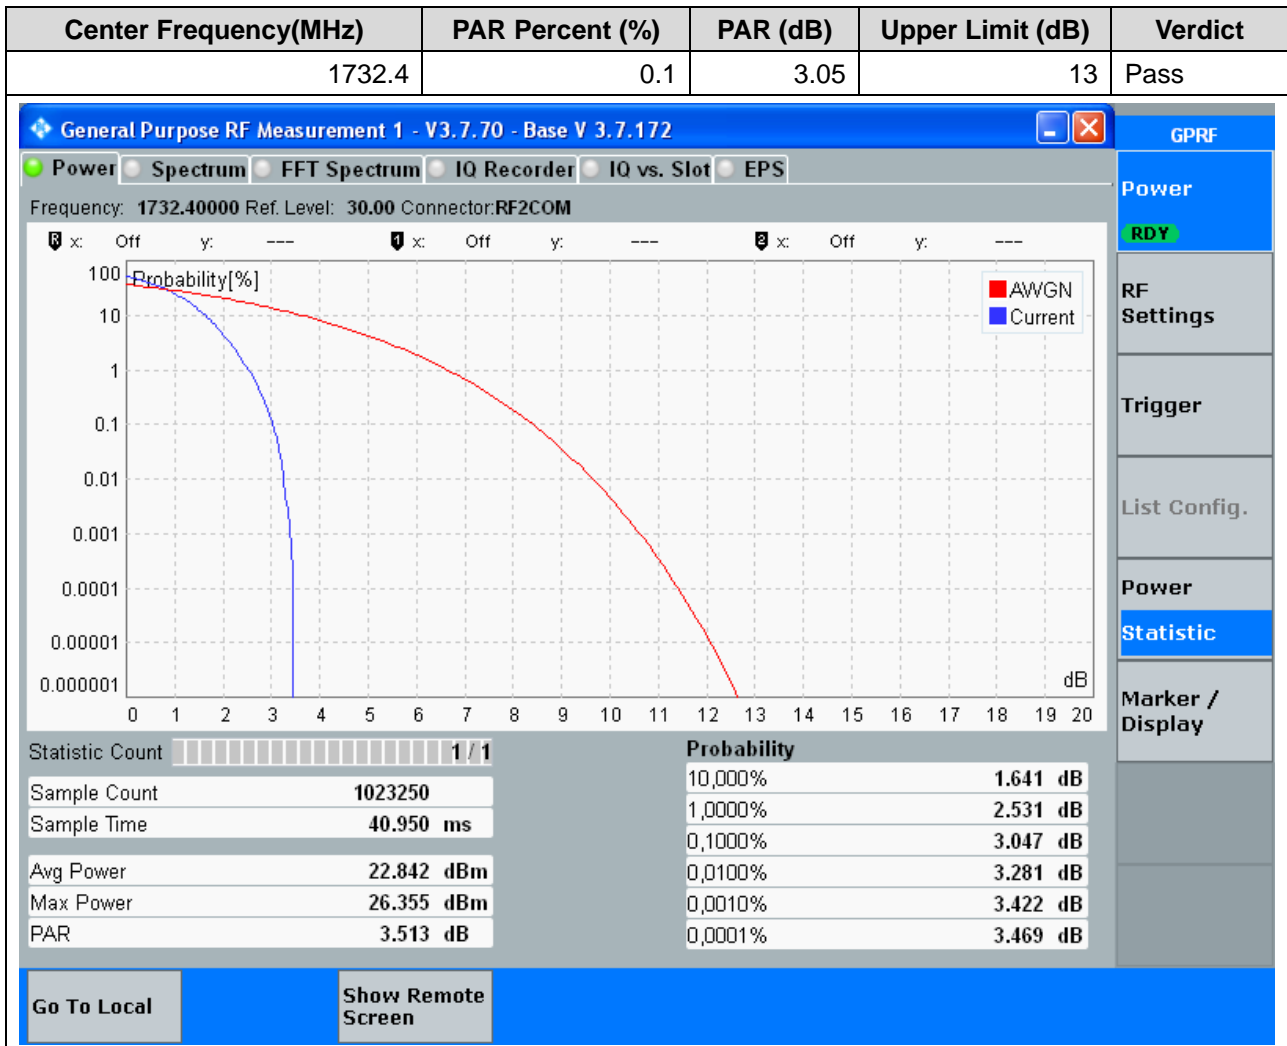 Center Frequency(MHz) PAR Percent (%) PAR (dB) Upper Limit (dB) Verdict
1732.4 0.1 3.05 13 Pass
General Purpose RF Measurement 1 - V3.7.70 - Base V 3.7.172
GPRF
Power Spectrum FFT Spectrum IQ Recorder IQ vs. Slot EPS
Frequency: 1732.40000 Ref. Level: 30.00 Connector:RF2COM
R x: Off y: --- 1 x: Off y: --- 2 x: Off y: ---
Probability[%]
100
10
1
0.1
0.01
0.001
0.0001
0.00001
0.000001
AWGN
Current
dB
0 1 2 3 4 5 6 7 8 9 10 11 12 13 14 15 16 17 18 19 20
Statistic Count 1 / 1
Sample Count 1023250
Sample Time 40.950 ms
Avg Power 22.842 dBm
Max Power 26.355 dBm
PAR 3.513 dB
Probability
10,000% 1.641 dB
1,0000% 2.531 dB
0,1000% 3.047 dB
0,0100% 3.281 dB
0,0010% 3.422 dB
0,0001% 3.469 dB
Power
RDY
RF
Settings
Trigger
List Config.
Power
Statistic
Marker /
Display
Go To Local
Show Remote
Screen